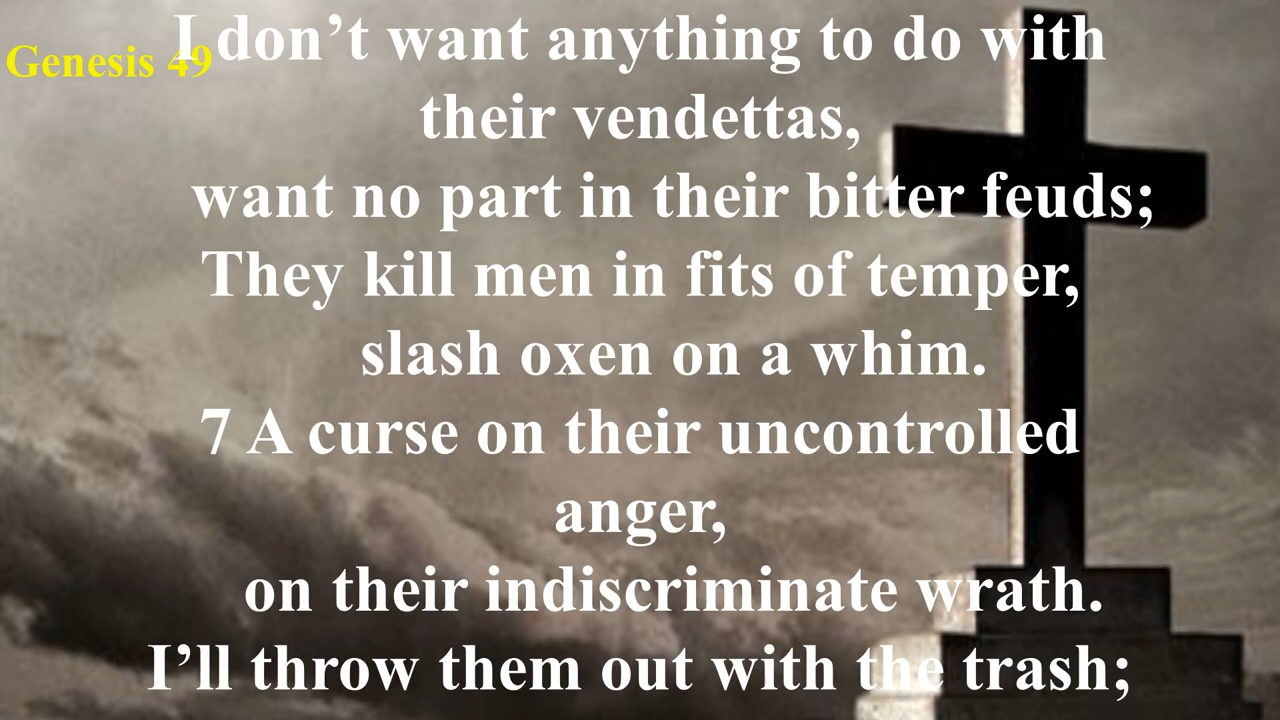 Genesis 49
I don’t want anything to do with
their vendettas,
want no part in their bitter feuds;
They kill men in fits of temper,
slash oxen on a whim.
7 A curse on their uncontrolled
anger,
on their indiscriminate wrath.
I’ll throw them out with the trash;